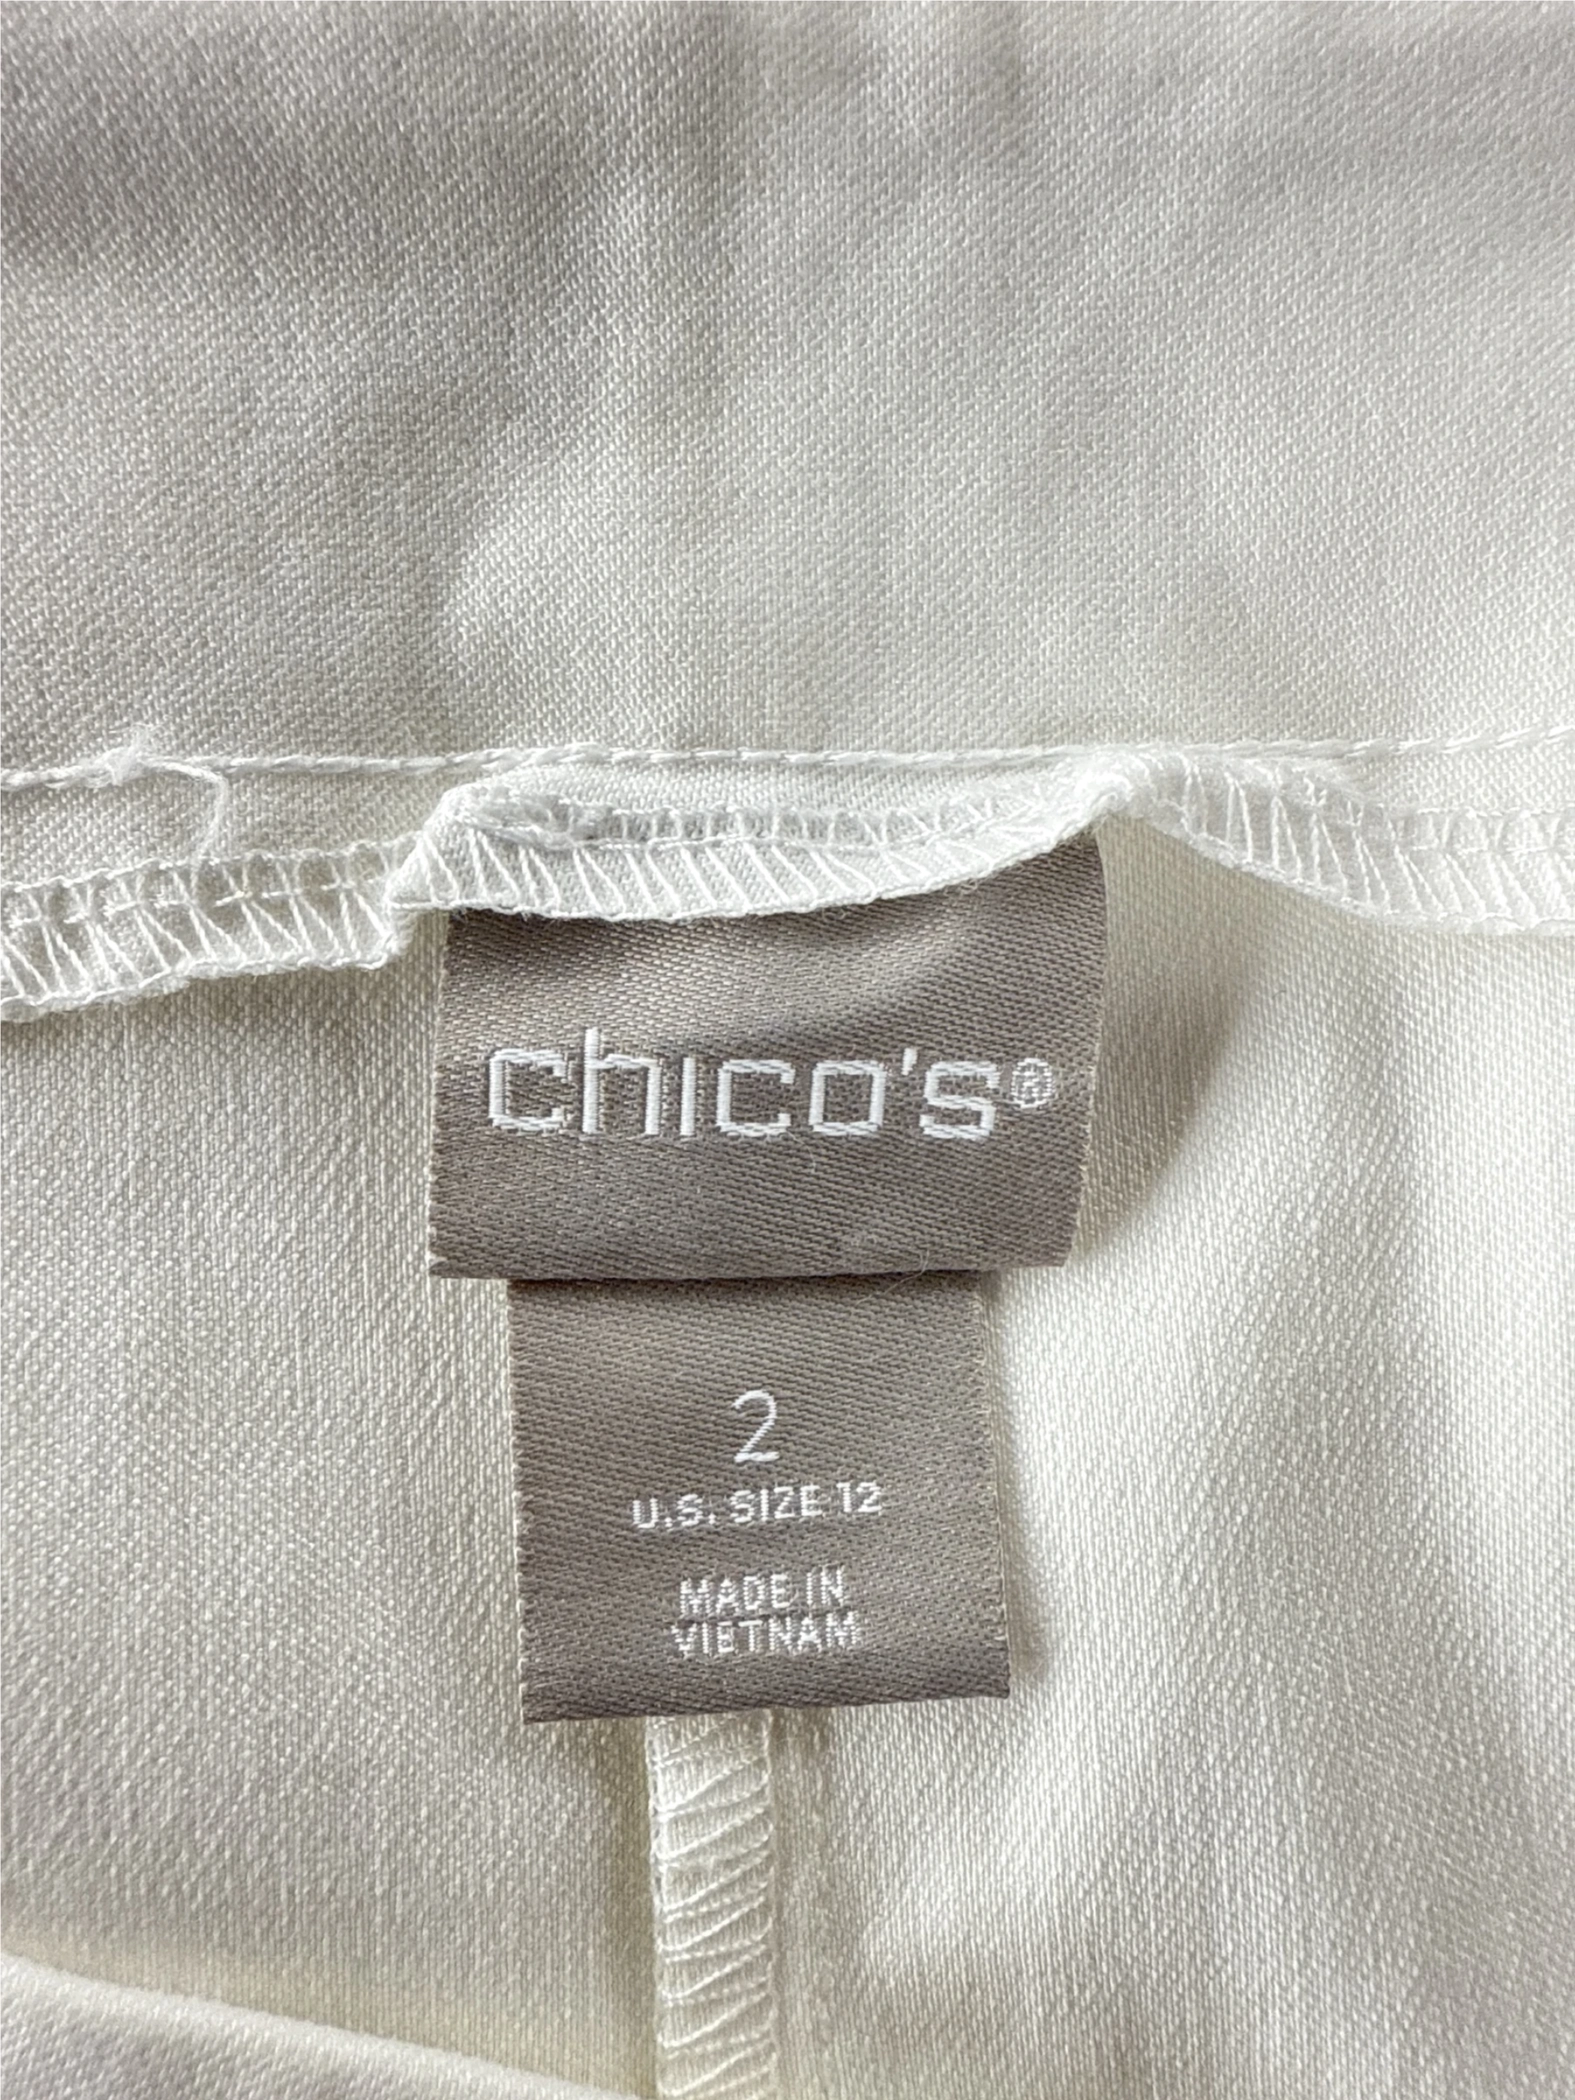 chico's®
2
U.S. SIZE 12
MADE IN
VIETNAM